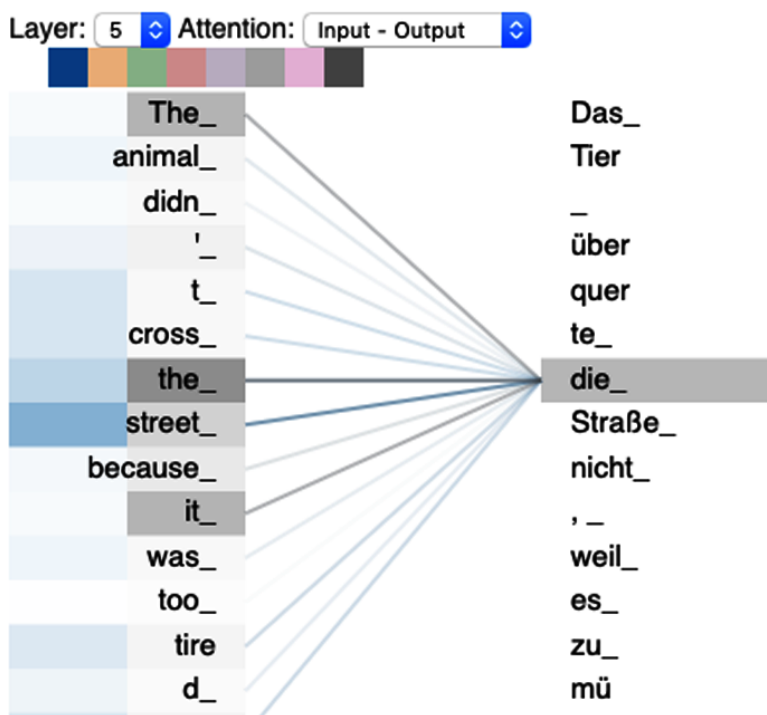 Layer: 5 Attention: Input - Output
The_ Das_
animal_ Tier
didn_ _
'_ über
t_ quer
cross_ te_
the_ die_
street_ Straße_
because_ nicht_
it_ , _
was_ weil_
too_ es_
tire zu_
d_ mü